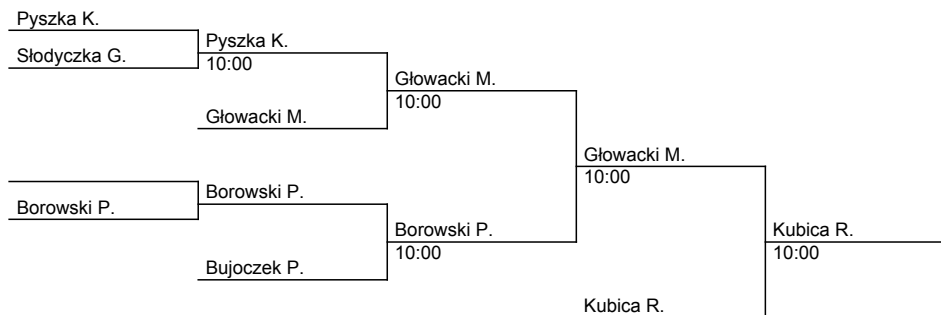 Pyszka K.
Słodyczka G.
Pyszka K.
10:00
Głowacki M.
Głowacki M.
10:00
Borowski P.
Borowski P.
Bujoczek P.
Borowski P.
10:00
Głowacki M.
10:00
Kubica R.
Kubica R.
10:00